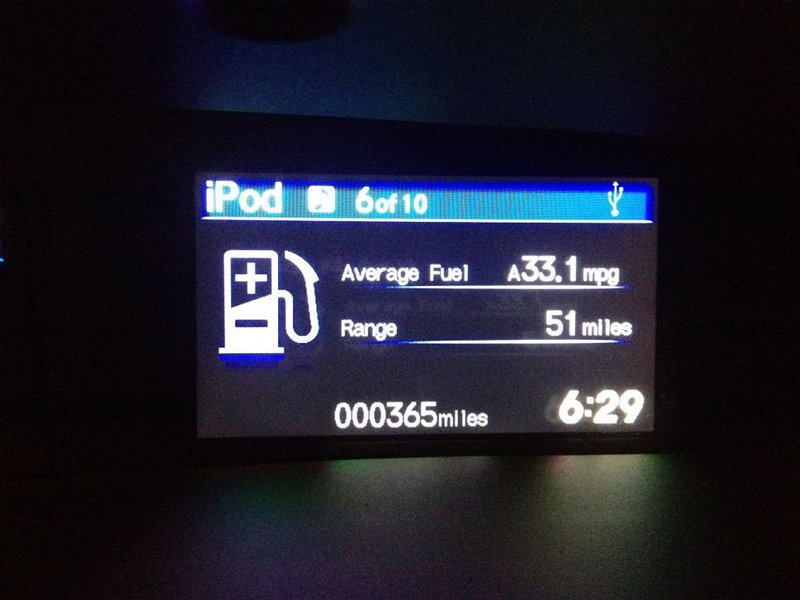 iPod 6 of 10
Average Fuel A33.1 mpg
Range 51 miles
000365 miles 6:29